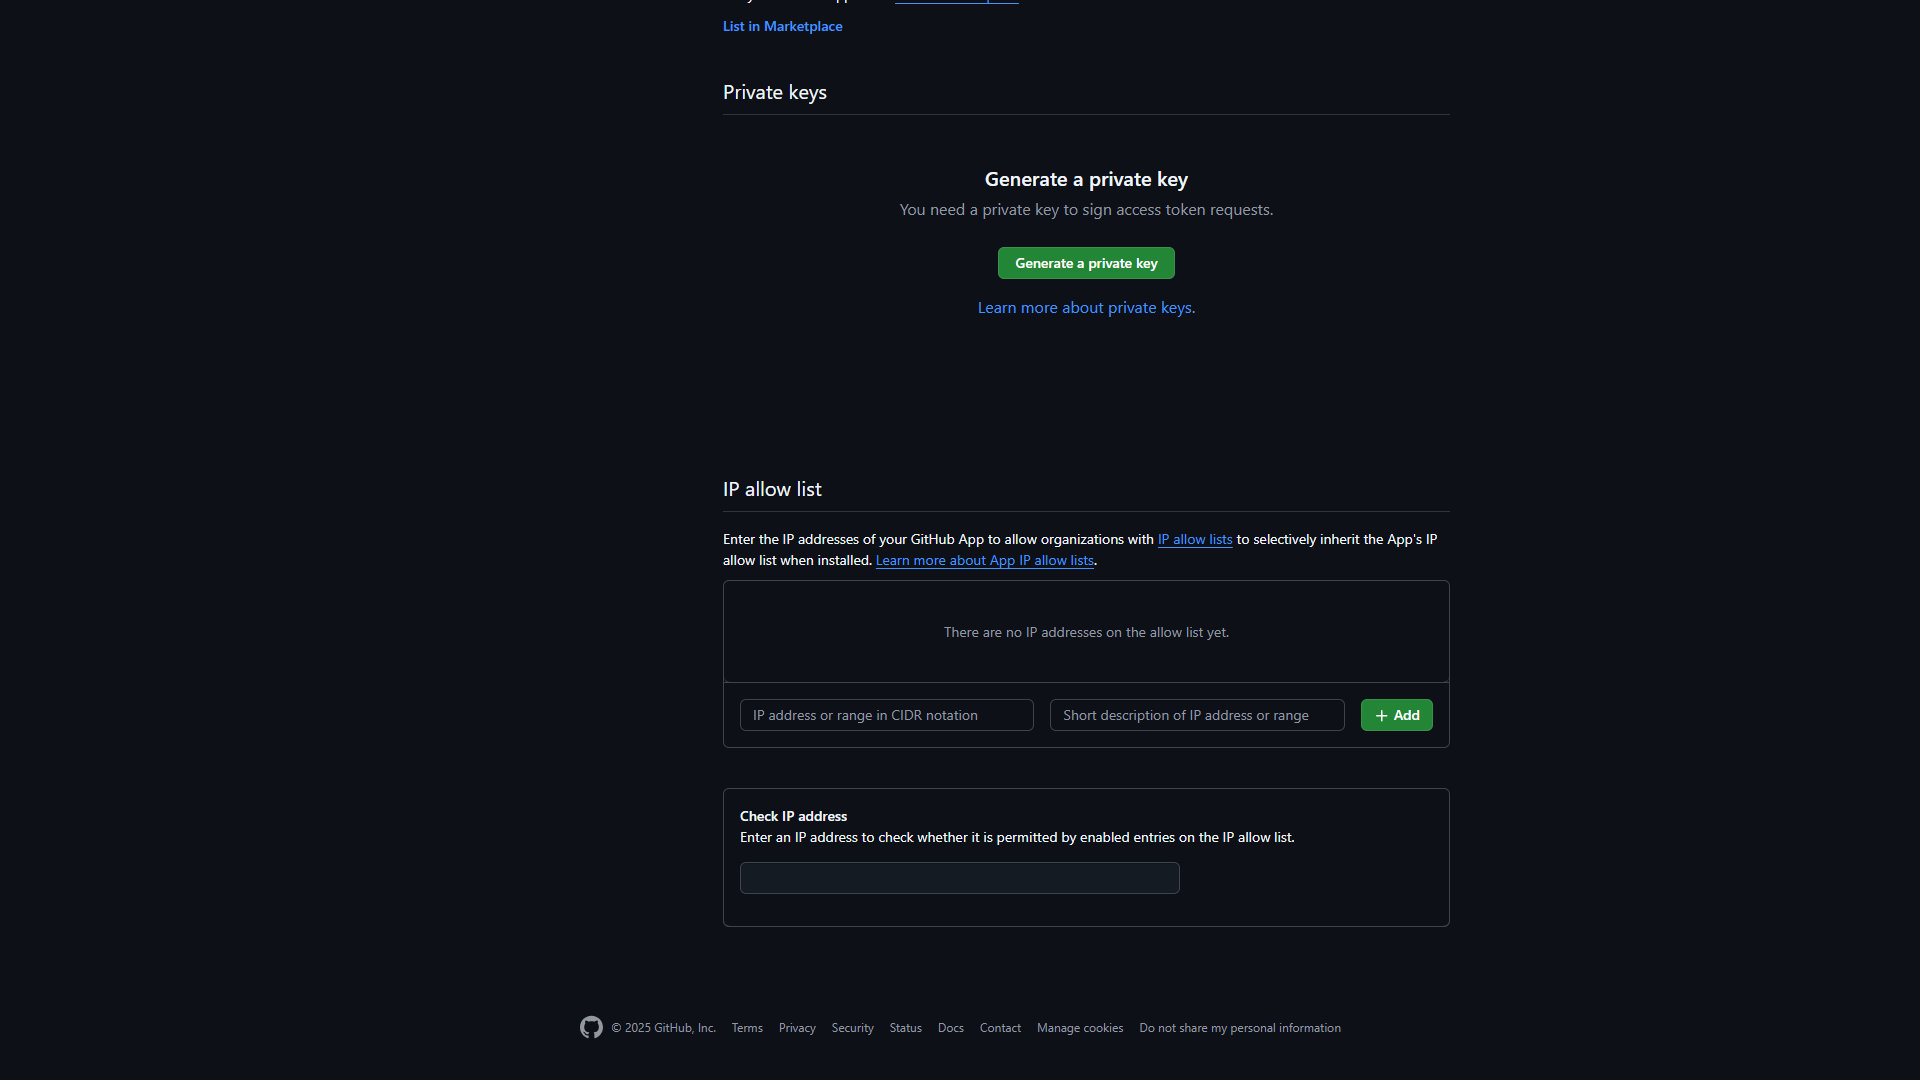 List in Marketplace
Private keys
Generate a private key
You need a private key to sign access token requests.
Generate a private key
Learn more about private keys.
IP allow list
Enter the IP addresses of your GitHub App to allow organizations with IP allow lists to selectively inherit the App's IP
allow list when installed. Learn more about App IP allow lists.
There are no IP addresses on the allow list yet.
IP address or range in CIDR notation
Short description of IP address or range
Add
Check IP address
Enter an IP address to check whether it is permitted by enabled entries on the IP allow list.
© 2025 GitHub, Inc. Terms Privacy Security Status Docs Contact Manage cookies Do not share my personal information